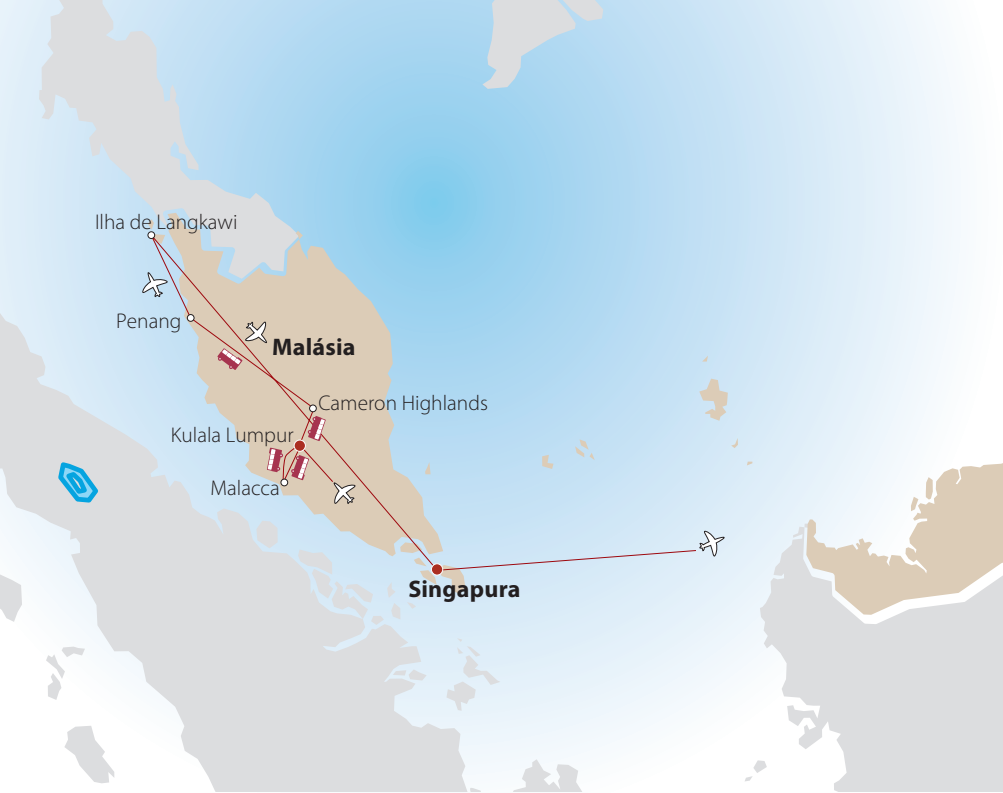 Ilha de Langkawi
Penang
Malásia
Cameron Highlands
Kulala Lumpur
Malacca
Singapura